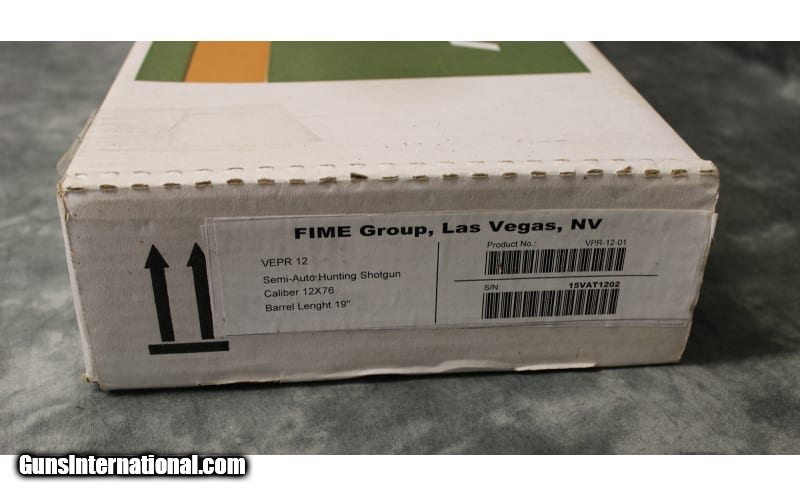 FIME Group, Las Vegas, NV
VEPR 12
Semi-Auto Hunting Shotgun
Caliber 12X76
Barrel Lenght 19"
Product No.: VPR-12-01
S/N: 15VAT1202
GunsInternational.com